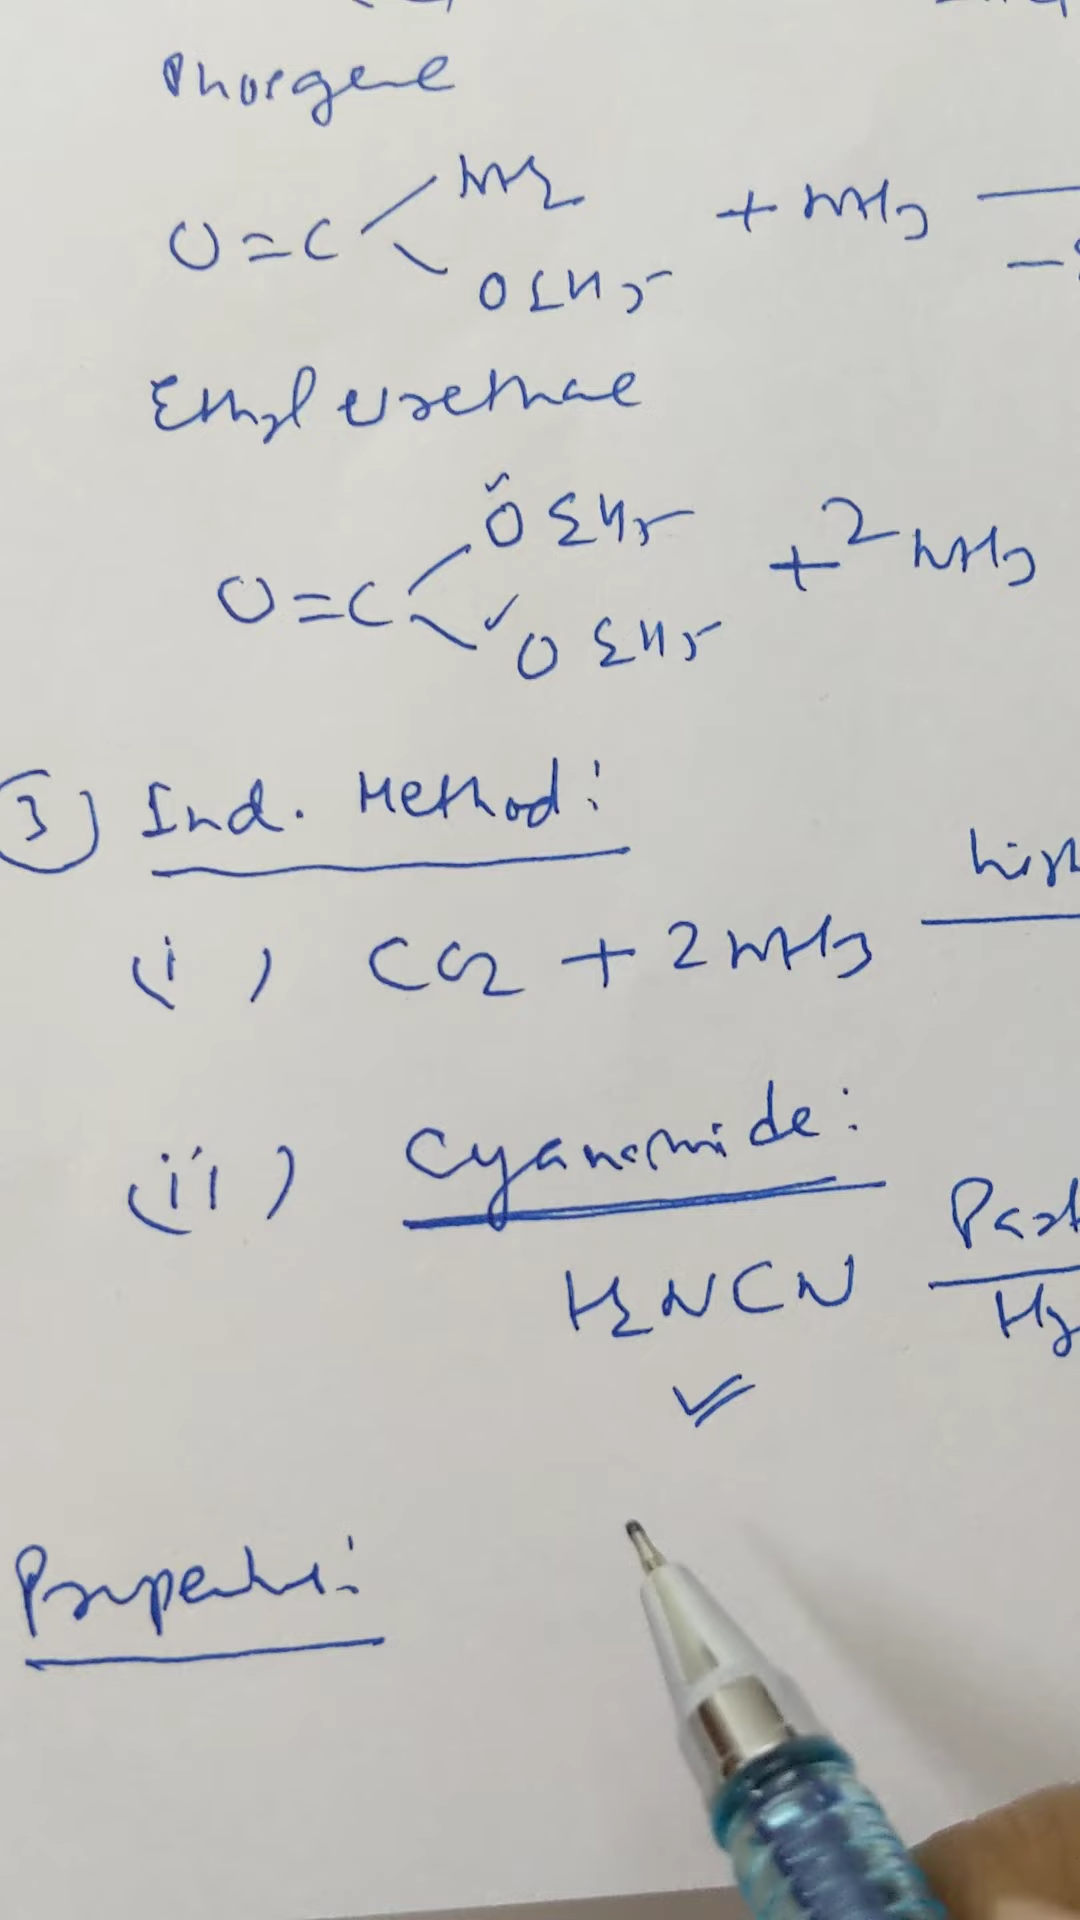 Phosgene
NH2
O=C + NH3
OC2H5
Ethyl urethane
OC2H5
O=C + 2NH3
OC2H5
3) Ind. Method:
(i) CO2 + 2NH3
(ii) Cyanamide:
H2NCN
Properties: